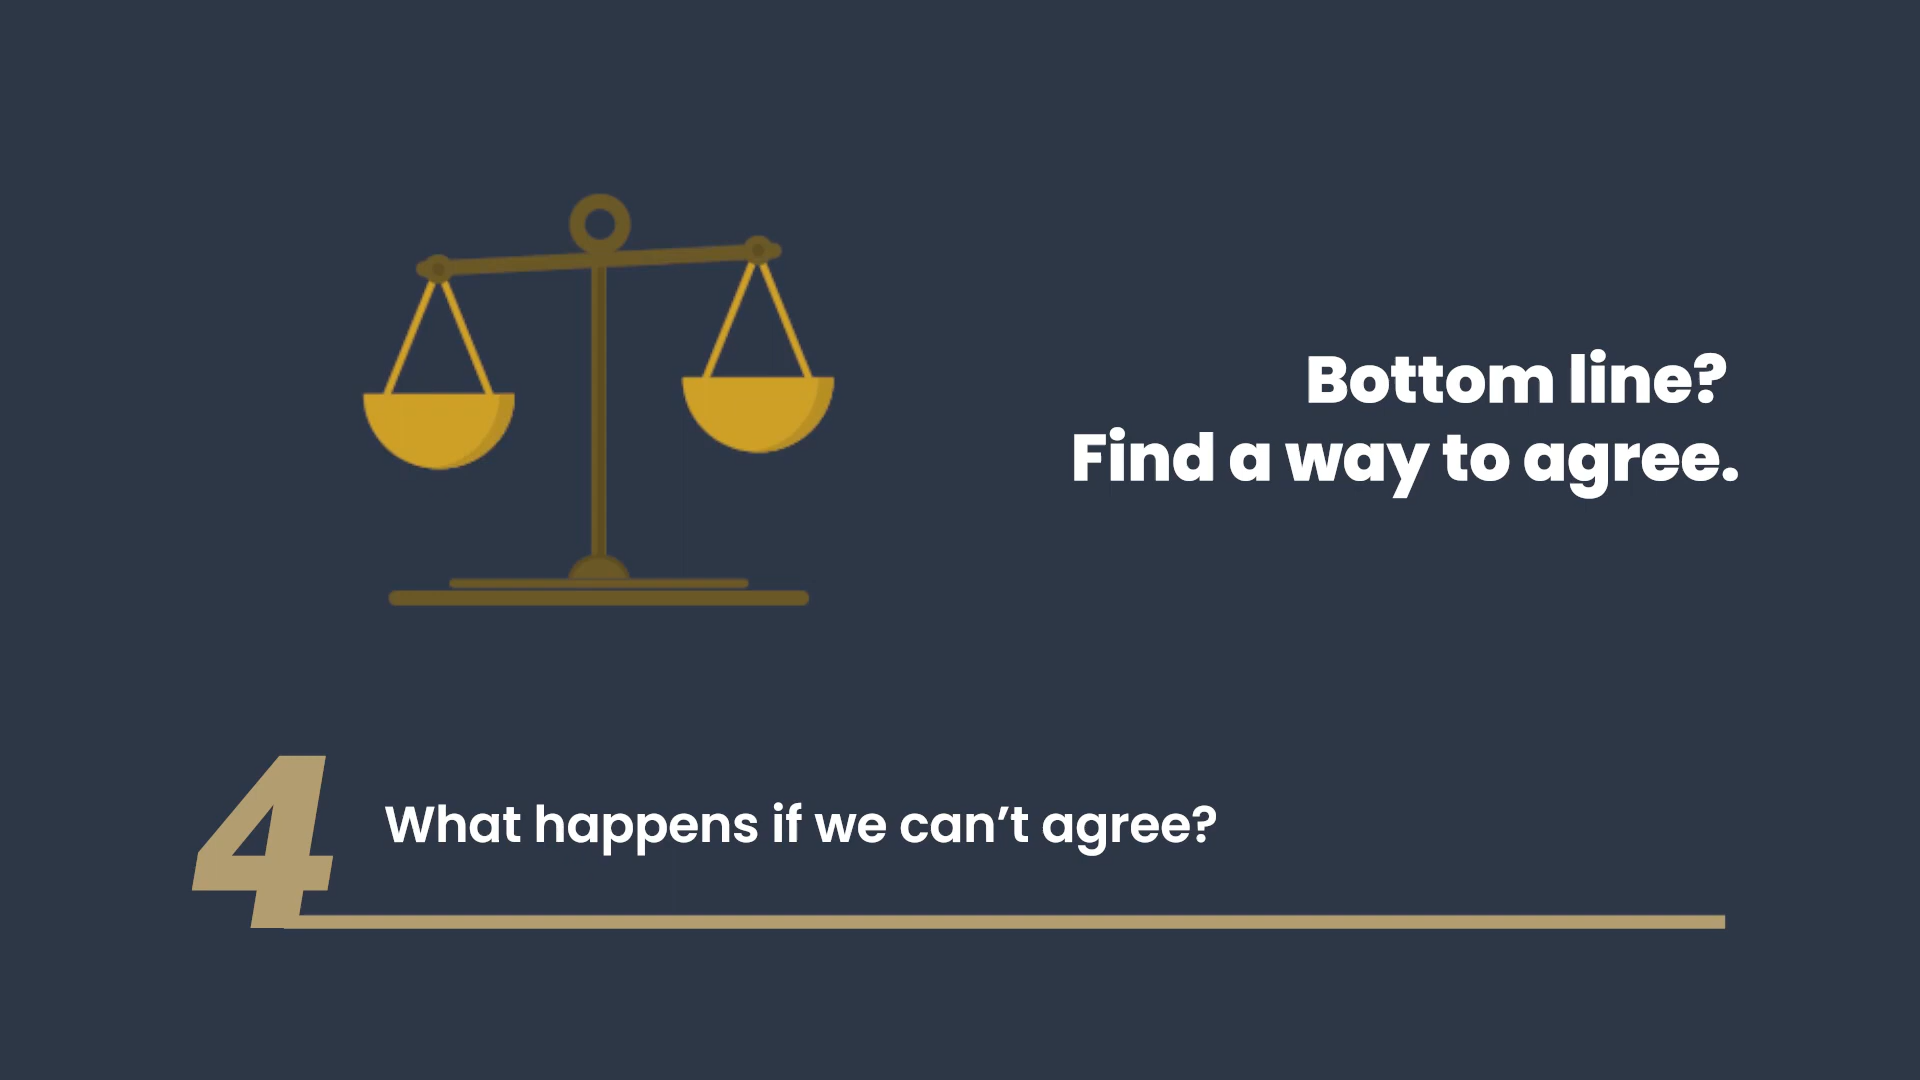 Bottom line?
Find a way to agree.
4
What happens if we can’t agree?